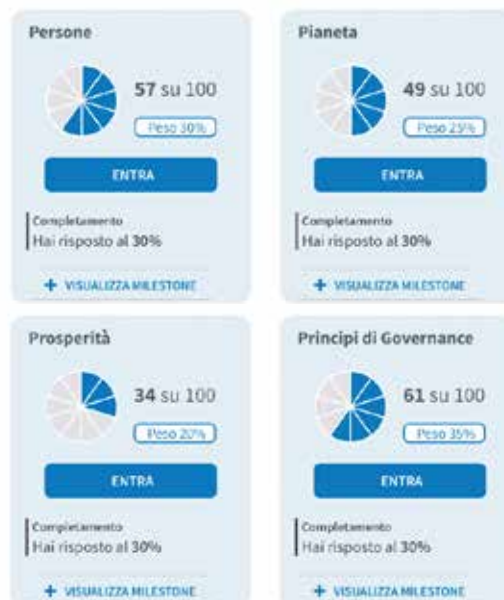 Persone
57 su 100
Peso 30%
ENTRA
Completamento
Hai risposto al 30%
+ VISUALIZZA MILESTONE
Pianeta
49 su 100
Peso 25%
ENTRA
Completamento
Hai risposto al 30%
+ VISUALIZZA MILESTONE
Prosperità
34 su 100
Peso 20%
ENTRA
Completamento
Hai risposto al 30%
+ VISUALIZZA MILESTONE
Principi di Governance
61 su 100
Peso 35%
ENTRA
Completamento
Hai risposto al 30%
+ VISUALIZZA MILESTONE